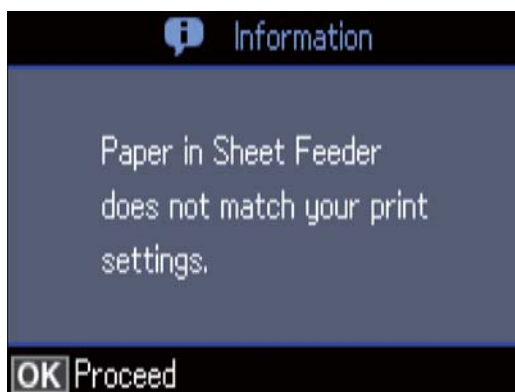 Information
Paper in Sheet Feeder
does not match your print
settings.
OK Proceed